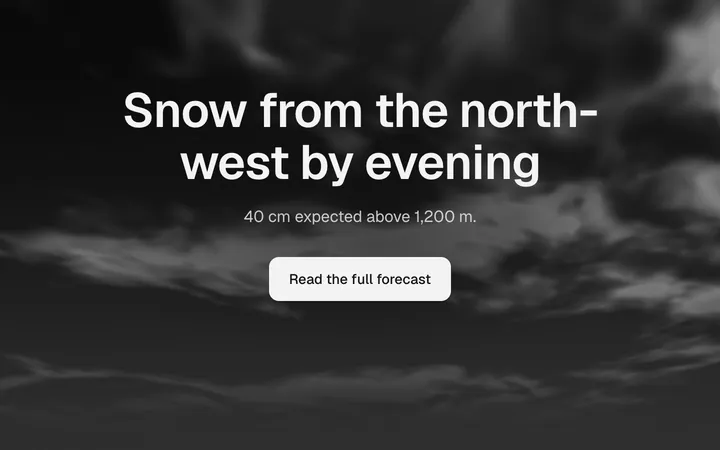 Snow from the north-
west by evening
40 cm expected above 1,200 m.
Read the full forecast